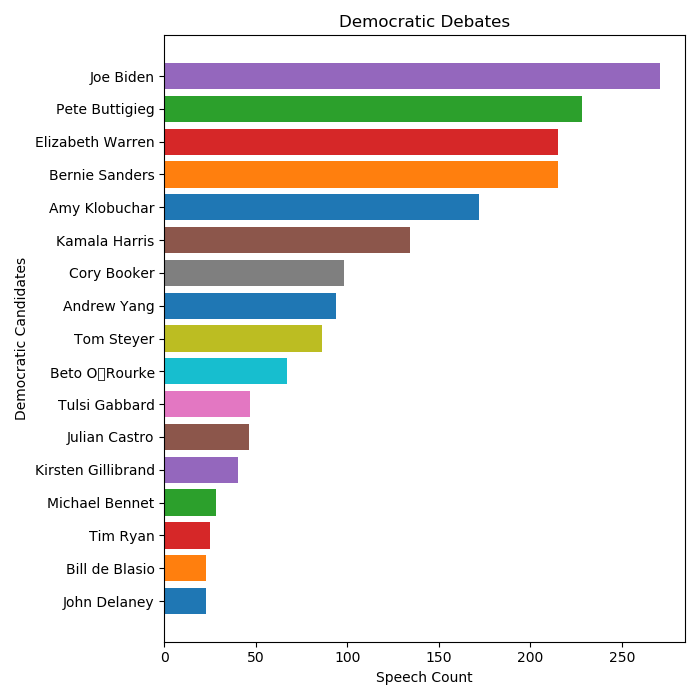 Democratic Debates
Joe Biden
Pete Buttigieg
Elizabeth Warren
Bernie Sanders
Amy Klobuchar
Kamala Harris
Cory Booker
Andrew Yang
Tom Steyer
Beto O▯Rourke
Tulsi Gabbard
Julian Castro
Kirsten Gillibrand
Michael Bennet
Tim Ryan
Bill de Blasio
John Delaney
Democratic Candidates
0 50 100 150 200 250
Speech Count